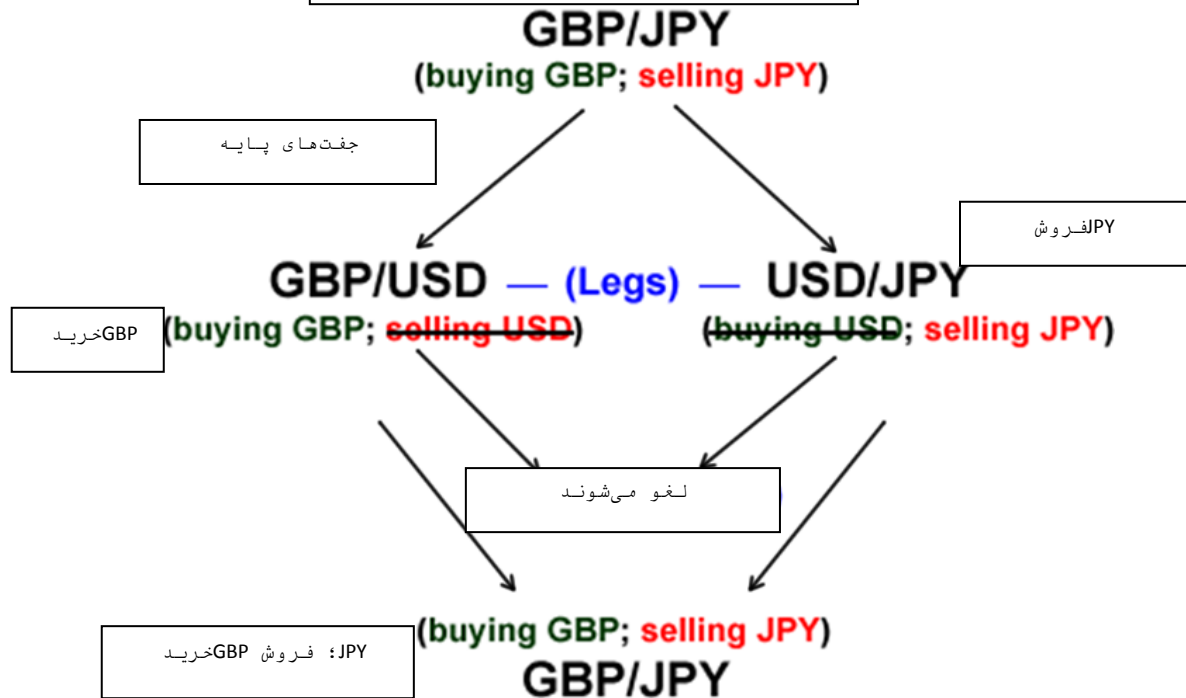 GBP/JPY
(buying GBP; selling JPY)
جفت‌های پایه
JPYفروش
GBP/USD — (Legs) — USD/JPY
GBPخرید
(buying GBP; selling USD) (buying USD; selling JPY)
لغو می‌شوند
(buying GBP; selling JPY)
JPY؛ فروش GBPخرید
GBP/JPY